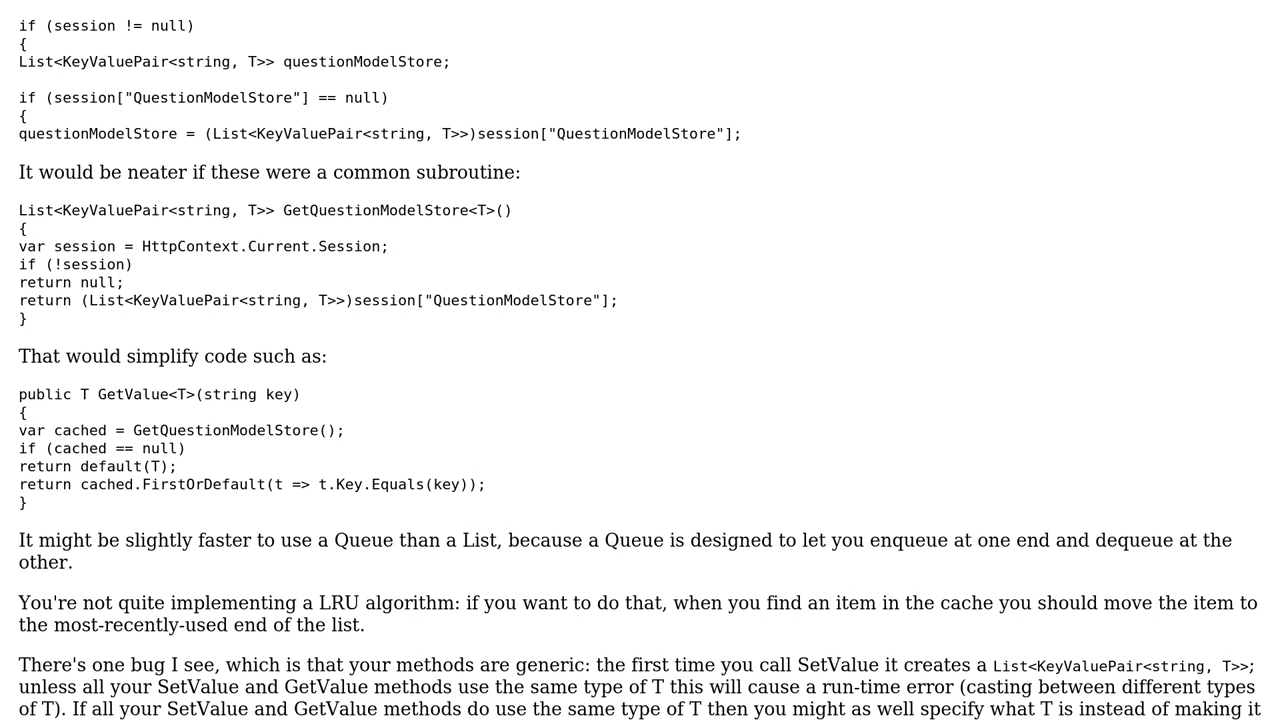 if (session != null)
{
List<KeyValuePair<string, T>> questionModelStore;
if (session["QuestionModelStore"] == null)
{
questionModelStore = (List<KeyValuePair<string, T>>)session["QuestionModelStore"];
It would be neater if these were a common subroutine:
List<KeyValuePair<string, T>> GetQuestionModelStore<T>()
{
var session = HttpContext.Current.Session;
if (!session)
return null;
return (List<KeyValuePair<string, T>>)session["QuestionModelStore"];
}
That would simplify code such as:
public T GetValue<T>(string key)
{
var cached = GetQuestionModelStore();
if (cached == null)
return default(T);
return cached.FirstOrDefault(t => t.Key.Equals(key));
}
It might be slightly faster to use a Queue than a List, because a Queue is designed to let you enqueue at one end and dequeue at the
other.
You're not quite implementing a LRU algorithm: if you want to do that, when you find an item in the cache you should move the item to
the most-recently-used end of the list.
There's one bug I see, which is that your methods are generic: the first time you call SetValue it creates a List<KeyValuePair<string, T>>;
unless all your SetValue and GetValue methods use the same type of T this will cause a run-time error (casting between different types
of T). If all your SetValue and GetValue methods do use the same type of T then you might as well specify what T is instead of making it